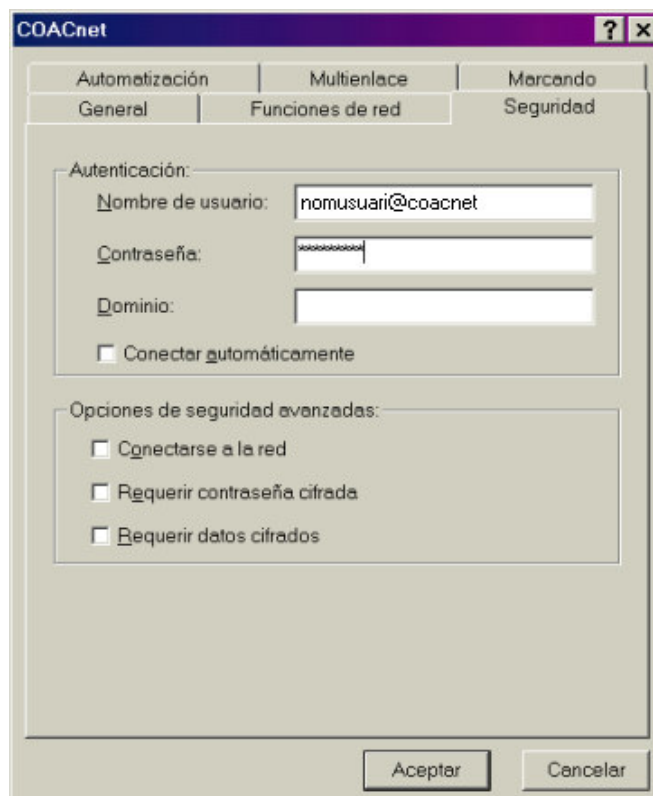 COACnet
Automatización Multienlace Marcando
General Funciones de red Seguridad
Autenticación:
Nombre de usuario: nomusuari@coacnet
Contraseña: **********
Dominio:
Conectar automáticamente
Opciones de seguridad avanzadas:
Conectarse a la red
Requerir contraseña cifrada
Requerir datos cifrados
Aceptar Cancelar